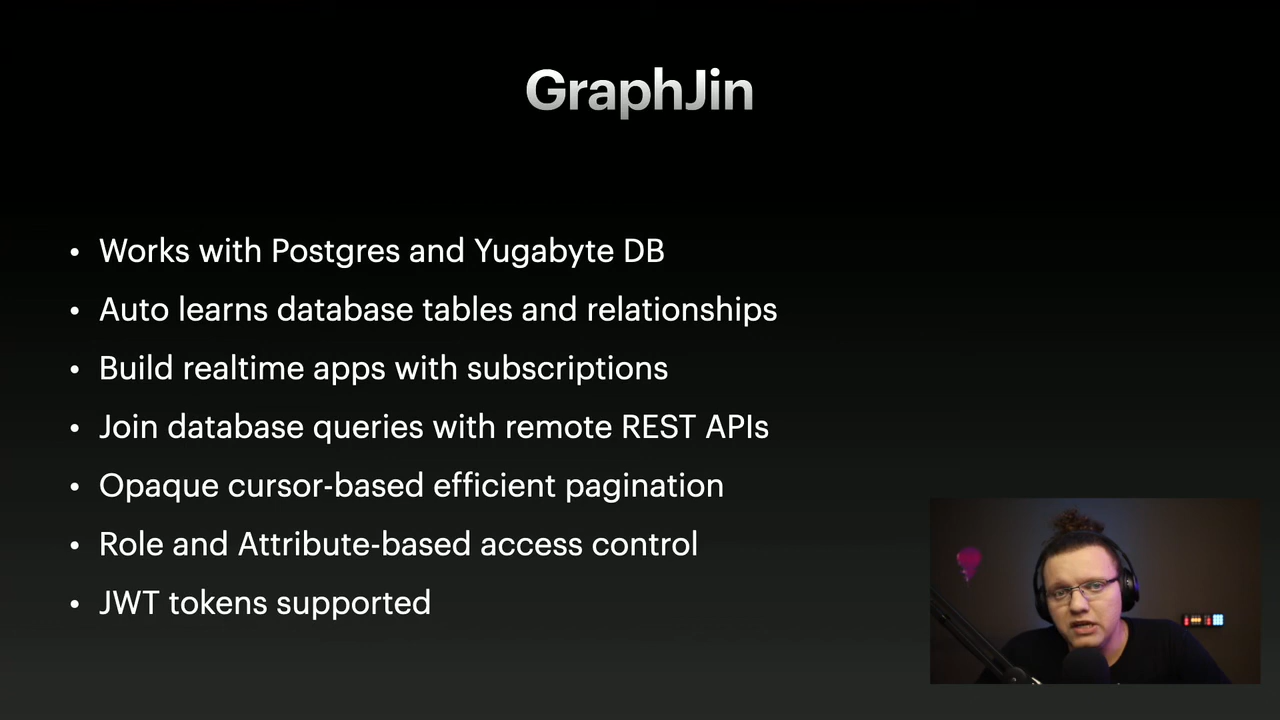 GraphJin
• Works with Postgres and Yugabyte DB
• Auto learns database tables and relationships
• Build realtime apps with subscriptions
• Join database queries with remote REST APIs
• Opaque cursor-based efficient pagination
• Role and Attribute-based access control
• JWT tokens supported